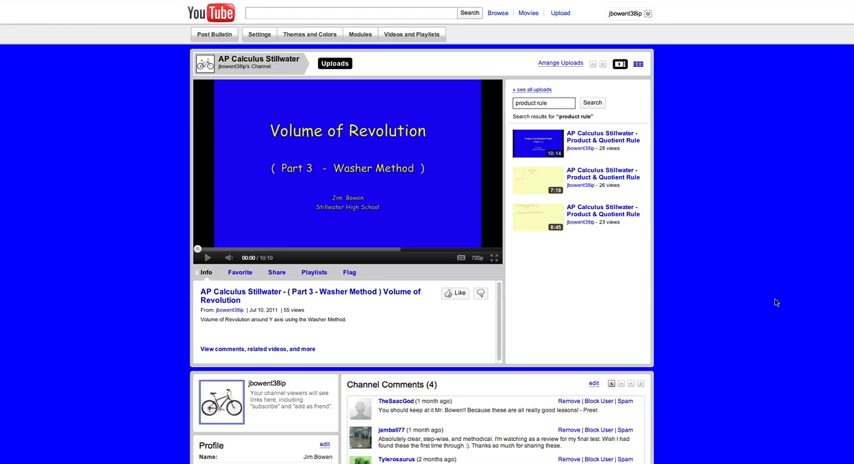 YouTube
Search
Browse
Movies
Upload
jbowent38ip
Post Bulletin
Settings
Themes and Colors
Modules
Videos and Playlists
AP Calculus Stillwater
jbowent38ip's Channel
Uploads
Arrange Uploads
Volume of Revolution
( Part 3 - Washer Method )
Jim Bowen
Stillwater High School
00:00 / 10:10
720p
« see all uploads
product rule
Search
Search results for "product rule"
10:14
AP Calculus Stillwater -
Product & Quotient Rule
jbowent38ip - 28 views
7:18
AP Calculus Stillwater -
Product & Quotient Rule
jbowent38ip - 26 views
8:45
AP Calculus Stillwater -
Product & Quotient Rule
jbowent38ip - 23 views
Info
Favorite
Share
Playlists
Flag
AP Calculus Stillwater - ( Part 3 - Washer Method ) Volume of
Revolution
Like
From: jbowent38ip | Jul 10, 2011 | 55 views
Volume of Revolution around Y axis using the Washer Method.
View comments, related videos, and more
jbowent38ip
Your channel viewers will see
links here, including
"subscribe" and "add as friend".
Profile
edit
Name:
Jim Bowen
Channel Comments (4)
edit
TheSaacGod (1 month ago)
Remove | Block User | Spam
You should keep at it Mr. Bowen!! Because these are all really good lessons! - Preet
jamball77 (1 month ago)
Remove | Block User | Spam
Absolutely clear, step-wise, and methodical. I'm watching as a review for my final test. Wish I had
found these the first time through :). Thanks so much for sharing these.
Tylerosaurus (2 months ago)
Remove | Block User | Spam